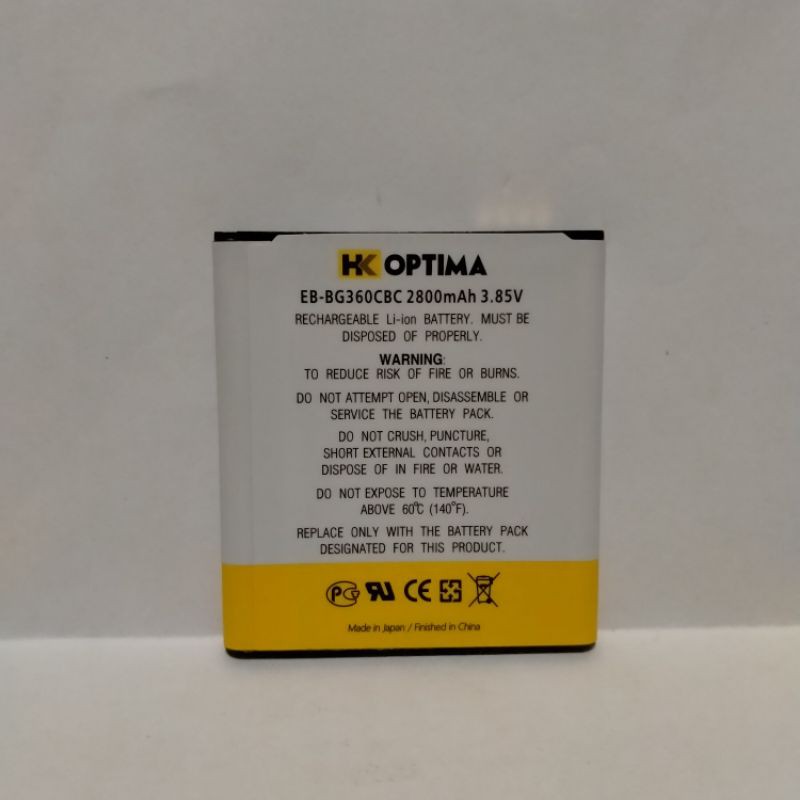 HK OPTIMA
EB-BG360CBC 2800mAh 3.85V
RECHARGEABLE Li-ion BATTERY. MUST BE
DISPOSED OF PROPERLY.
WARNING:
TO REDUCE RISK OF FIRE OR BURNS.
DO NOT ATTEMPT OPEN, DISASSEMBLE OR
SERVICE THE BATTERY PACK.
DO NOT CRUSH, PUNCTURE,
SHORT EXTERNAL CONTACTS OR
DISPOSE OF IN FIRE OR WATER.
DO NOT EXPOSE TO TEMPERATURE
ABOVE 60℃ (140°F).
REPLACE ONLY WITH THE BATTERY PACK
DESIGNATED FOR THIS PRODUCT.
Made in Japan / Finished in China